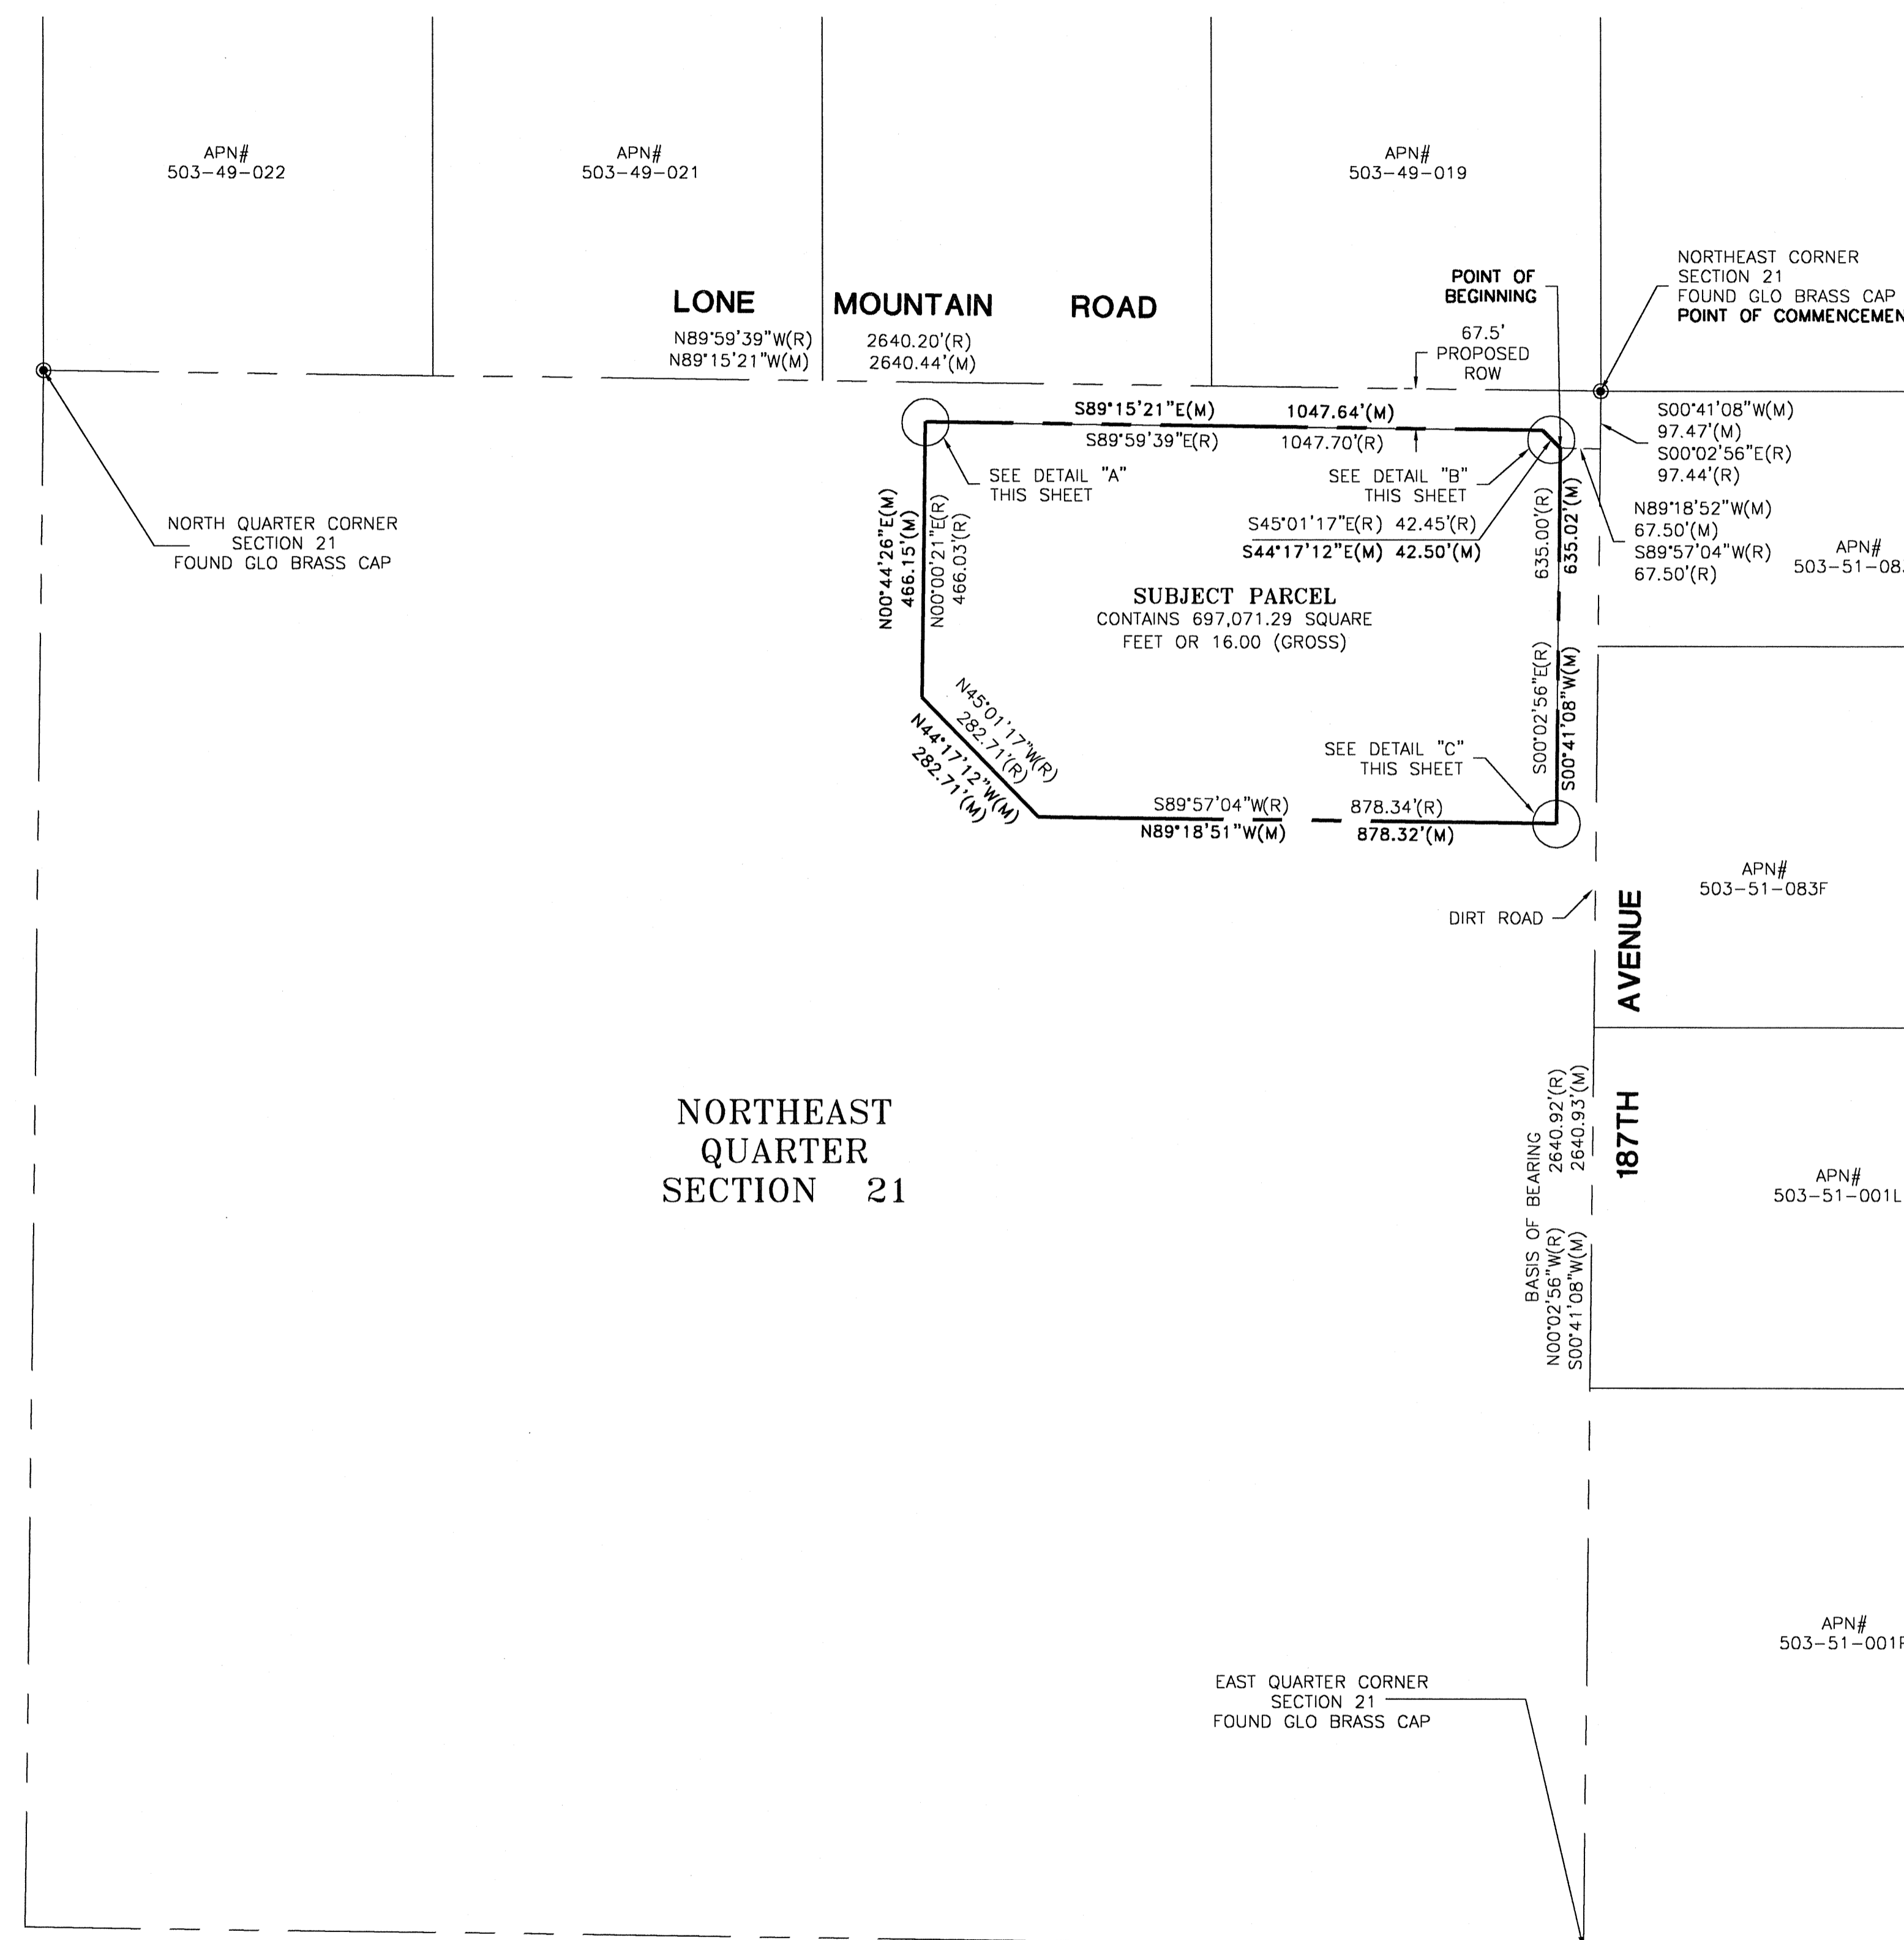 APN#
503-49-022
APN#
503-49-021
APN#
503-49-019
LONE MOUNTAIN ROAD
N89°59'39"W(R) 2640.20'(R)
N89°15'21"W(M) 2640.44'(M)
POINT OF
BEGINNING
67.5'
PROPOSED
ROW
NORTHEAST CORNER
SECTION 21
FOUND GLO BRASS CAP
POINT OF COMMENCEMEN
S89°15'21"E(M) 1047.64'(M)
S89°59'39"E(R) 1047.70'(R)
S00°41'08"W(M)
97.47'(M)
S00°02'56"E(R)
97.44'(R)
N89°18'52"W(M)
67.50'(M)
S89°57'04"W(R)
67.50'(R)
APN#
503-51-08
SEE DETAIL "A"
THIS SHEET
SEE DETAIL "B"
THIS SHEET
S45°01'17"E(R) 42.45'(R)
S44°17'12"E(M) 42.50'(M)
NORTH QUARTER CORNER
SECTION 21
FOUND GLO BRASS CAP
N00°44'26"E(M)
466.15'(M)
N00°00'21"E(R)
466.03'(R)
SUBJECT PARCEL
CONTAINS 697,071.29 SQUARE
FEET OR 16.00 (GROSS)
635.00'(R)
635.02'(M)
S00°02'56"E(R)
S00°41'08"W(M)
N45°01'17"W(R)
282.71'(R)
N44°17'12"W(M)
282.71'(M)
SEE DETAIL "C"
THIS SHEET
S89°57'04"W(R) 878.34'(R)
N89°18'51"W(M) 878.32'(M)
APN#
503-51-083F
DIRT ROAD
187TH AVENUE
BASIS OF BEARING
N00°02'56"W(R) 2640.92'(R)
S00°41'08"W(M) 2640.93'(M)
NORTHEAST
QUARTER
SECTION 21
APN#
503-51-001L
APN#
503-51-001
EAST QUARTER CORNER
SECTION 21
FOUND GLO BRASS CAP